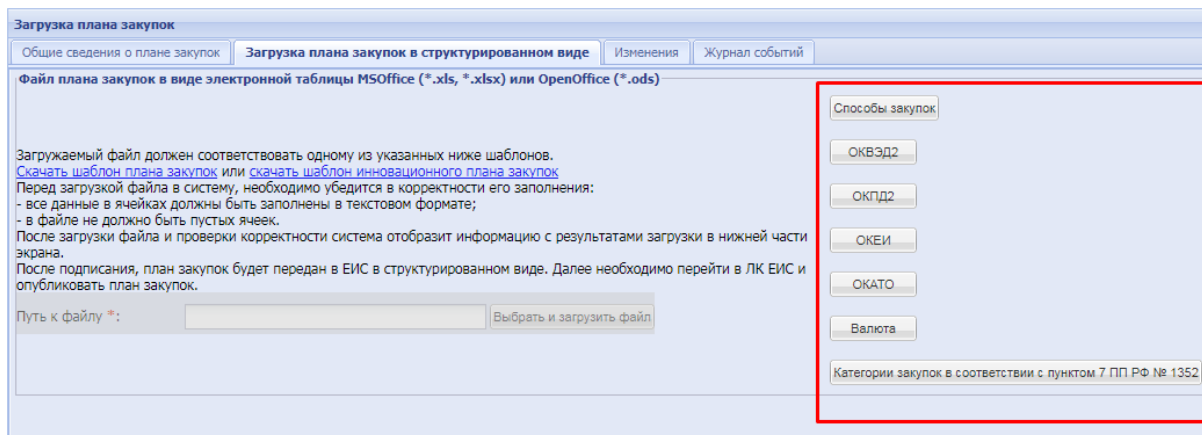 Загрузка плана закупок
Общие сведения о плане закупок
Загрузка плана закупок в структурированном виде
Изменения
Журнал событий
Файл плана закупок в виде электронной таблицы MSOffice (*.xls, *.xlsx) или OpenOffice (*.ods)
Загружаемый файл должен соответствовать одному из указанных ниже шаблонов.
Скачать шаблон плана закупок или скачать шаблон инновационного плана закупок
Перед загрузкой файла в систему, необходимо убедится в корректности его заполнения:
- все данные в ячейках должны быть заполнены в текстовом формате;
- в файле не должно быть пустых ячеек.
После загрузки файла и проверки корректности система отобразит информацию с результатами загрузки в нижней части
экрана.
После подписания, план закупок будет передан в ЕИС в структурированном виде. Далее необходимо перейти в ЛК ЕИС и
опубликовать план закупок.
Путь к файлу *:
Выбрать и загрузить файл
Способы закупок
ОКВЭД2
ОКПД2
ОКЕИ
ОКАТО
Валюта
Категории закупок в соответствии с пунктом 7 ПП РФ № 1352